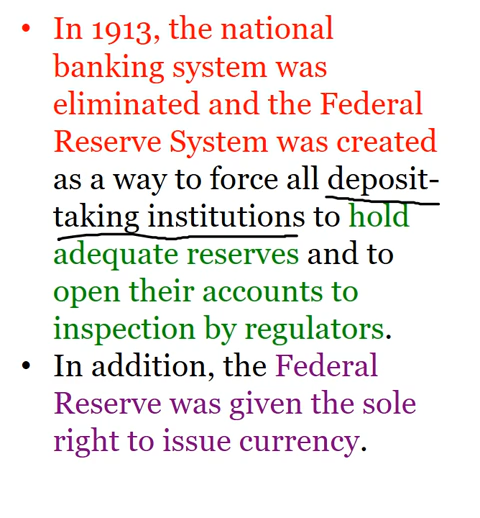 • In 1913, the national
banking system was
eliminated and the Federal
Reserve System was created
as a way to force all deposit-
taking institutions to hold
adequate reserves and to
open their accounts to
inspection by regulators.
• In addition, the Federal
Reserve was given the sole
right to issue currency.